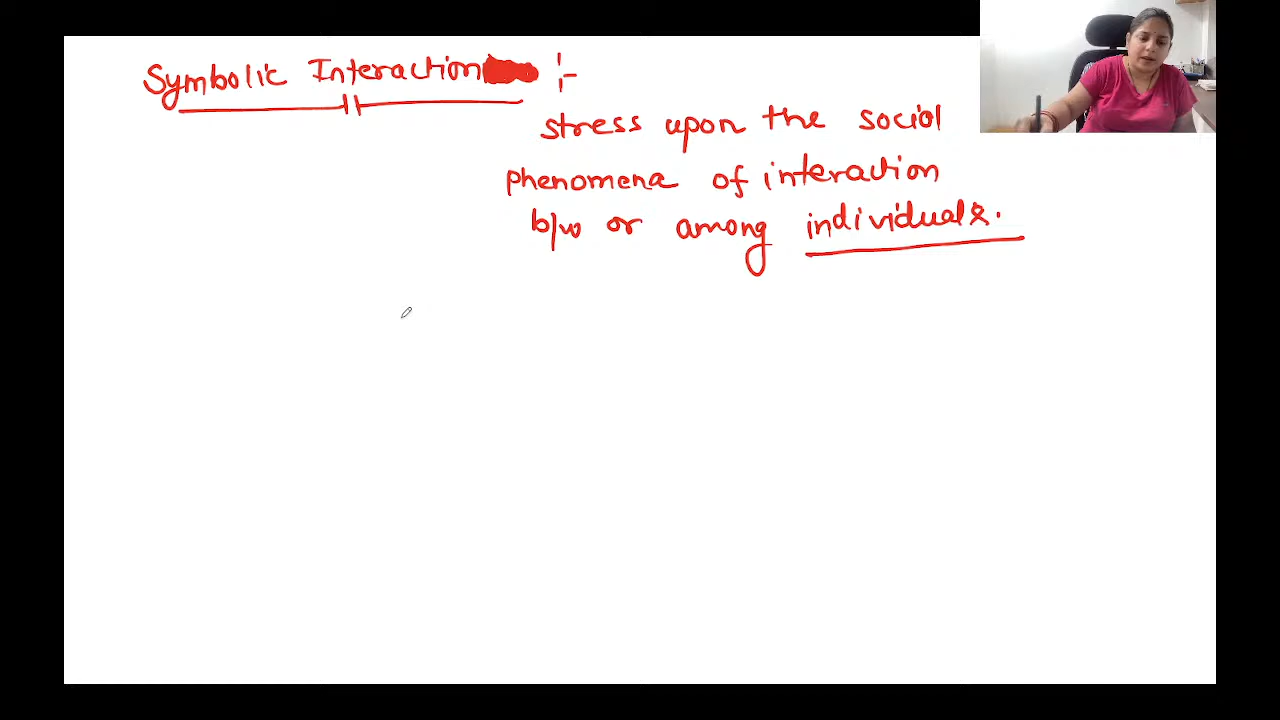 Symbolic Interaction :-
stress upon the social
phenomena of interaction
b/w or among individuals.